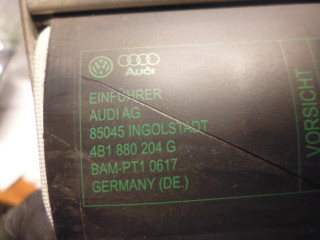 Audi
EINFÜHRER
AUDI AG
85045 INGOLSTADT
4B1 880 204 G
BAM-PT1 0617
GERMANY (DE.)
VORSICHT